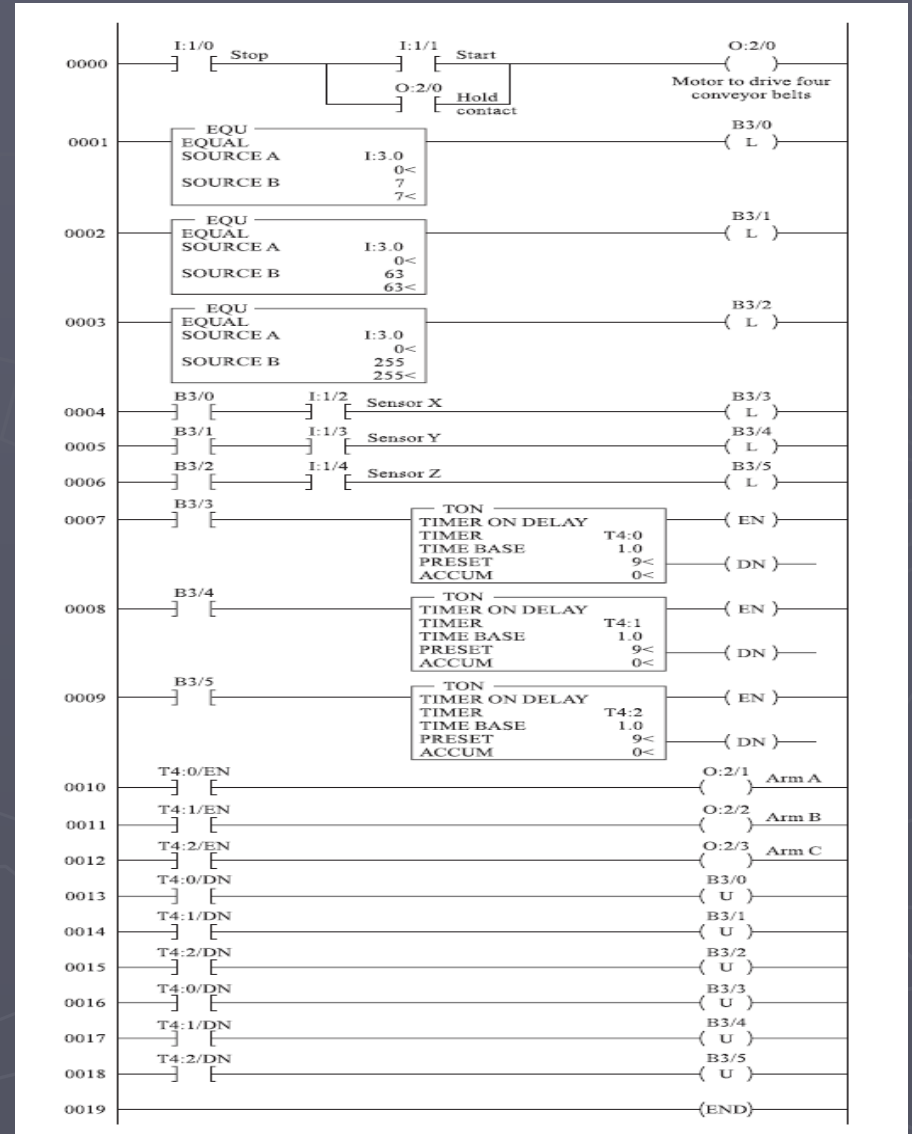 I:1/0 Stop I:1/1 Start O:2/0
0000
Motor to drive four
conveyor belts
O:2/0 Hold
contact
B3/0
0001 EQU
EQUAL ( L )
SOURCE A I:3.0
0<
SOURCE B 7
7<
B3/1
0002 EQU
EQUAL ( L )
SOURCE A I:3.0
0<
SOURCE B 63
63<
B3/2
0003 EQU
EQUAL ( L )
SOURCE A I:3.0
0<
SOURCE B 255
255<
B3/0 I:1/2 Sensor X B3/3
0004 ( L )
B3/1 I:1/3 Sensor Y B3/4
0005 ( L )
B3/2 I:1/4 Sensor Z B3/5
0006 ( L )
B3/3
0007 TON
TIMER ON DELAY ( EN )
TIMER T4:0
TIME BASE 1.0
PRESET 9< ( DN )
ACCUM 0<
B3/4
0008 TON
TIMER ON DELAY ( EN )
TIMER T4:1
TIME BASE 1.0
PRESET 9< ( DN )
ACCUM 0<
B3/5
0009 TON
TIMER ON DELAY ( EN )
TIMER T4:2
TIME BASE 1.0
PRESET 9< ( DN )
ACCUM 0<
T4:0/EN O:2/1 Arm A
0010
T4:1/EN O:2/2 Arm B
0011
T4:2/EN O:2/3 Arm C
0012
T4:0/DN B3/0
0013 ( U )
T4:1/DN B3/1
0014 ( U )
T4:2/DN B3/2
0015 ( U )
T4:0/DN B3/3
0016 ( U )
T4:1/DN B3/4
0017 ( U )
T4:2/DN B3/5
0018 ( U )
0019 (END)